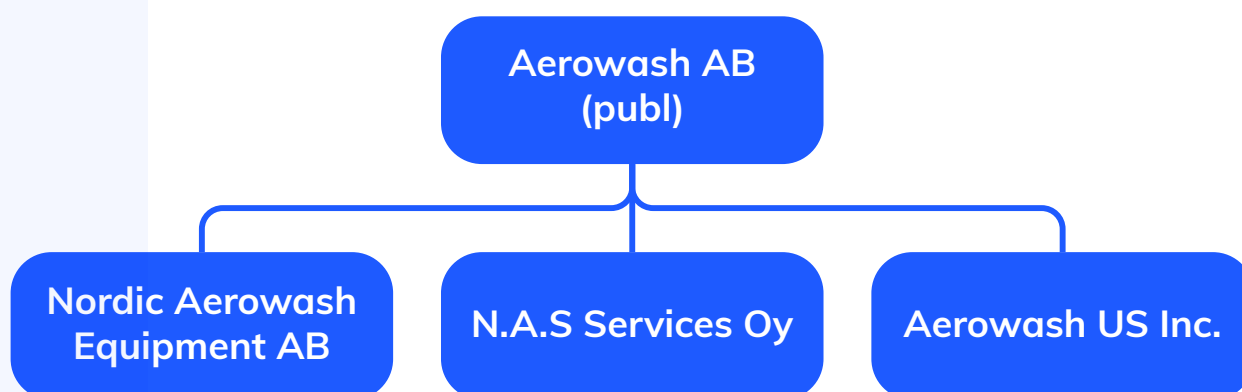 Aerowash AB
(publ)
Nordic Aerowash
Equipment AB
N.A.S Services Oy
Aerowash US Inc.